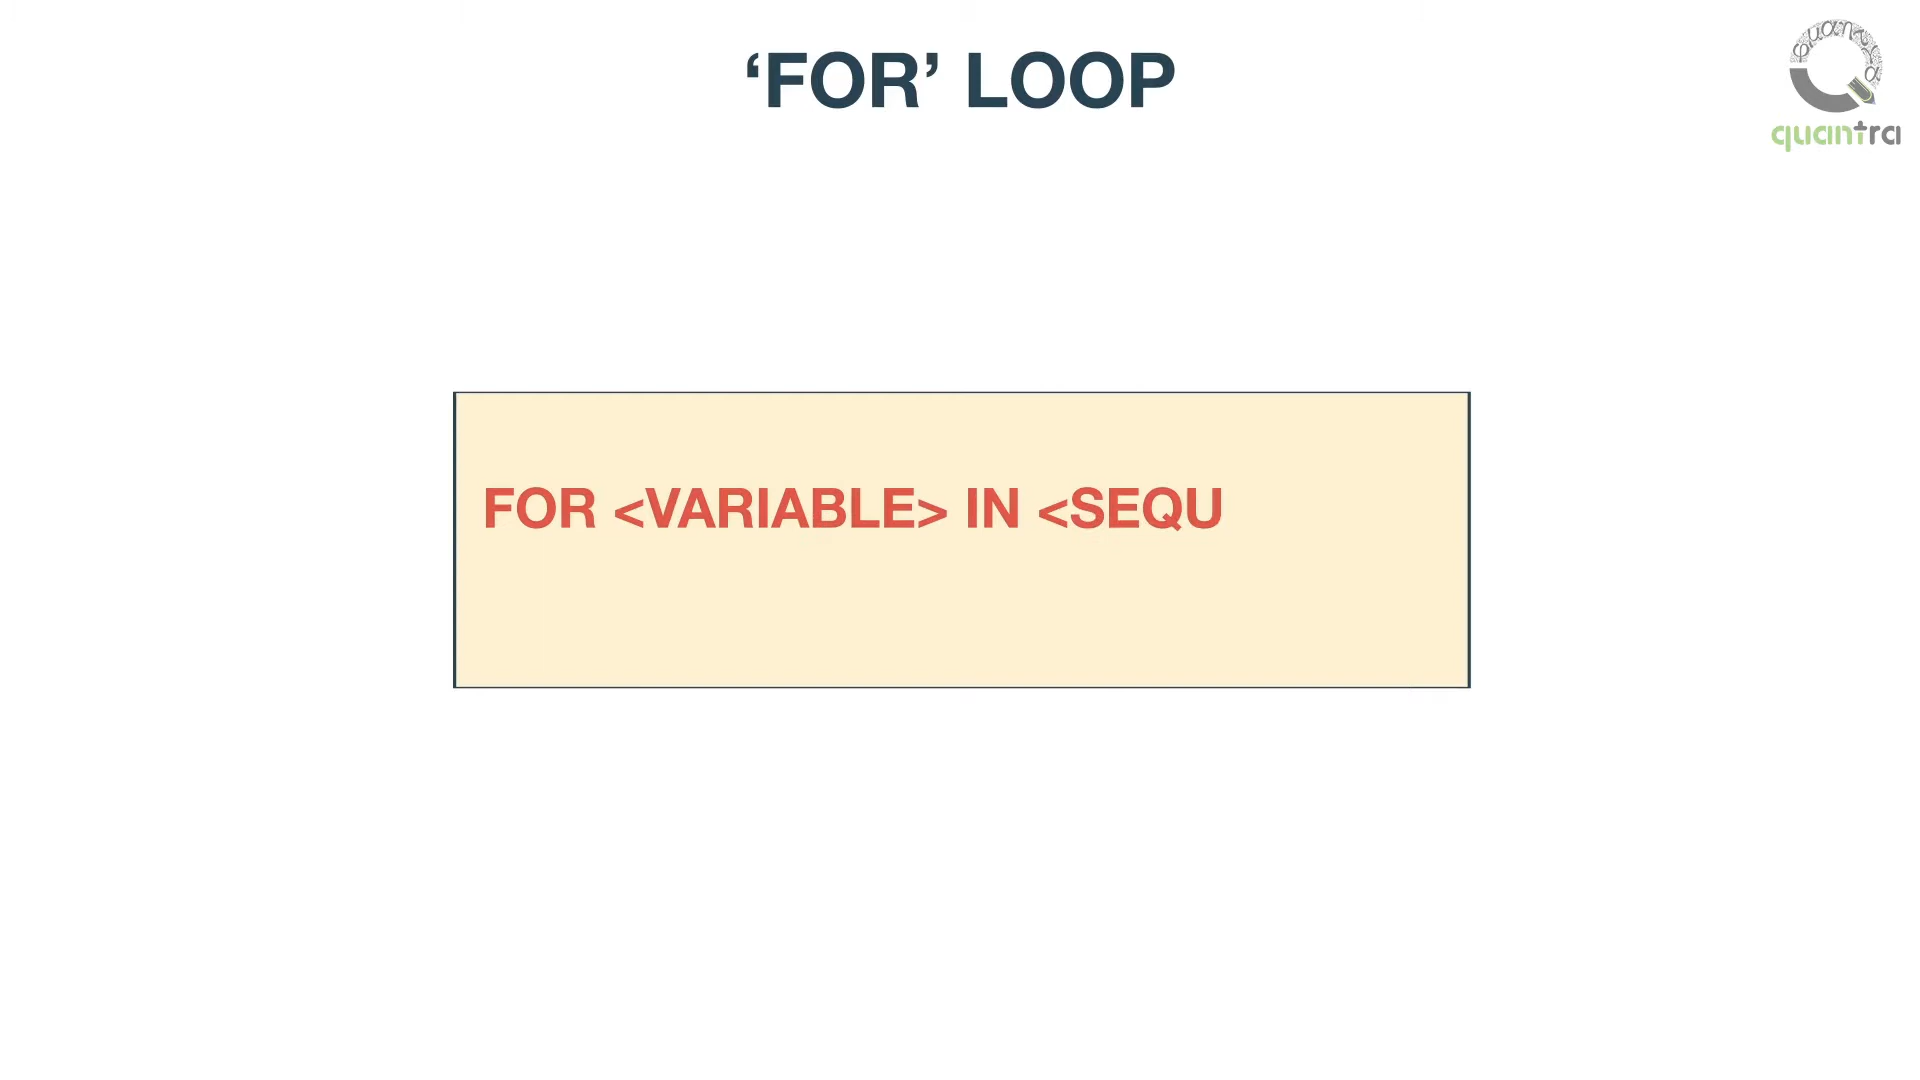 ‘FOR’ LOOP
quantra
FOR <VARIABLE> IN <SEQU